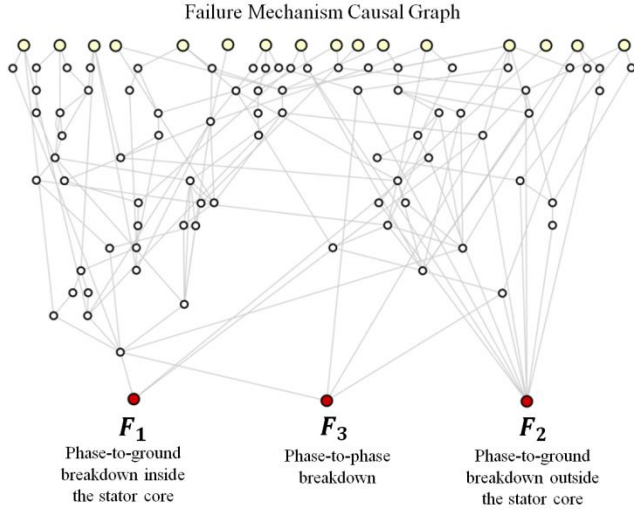 Failure Mechanism Causal Graph
F1 F3 F2
Phase-to-ground
breakdown inside
the stator core
Phase-to-phase
breakdown
Phase-to-ground
breakdown outside
the stator core